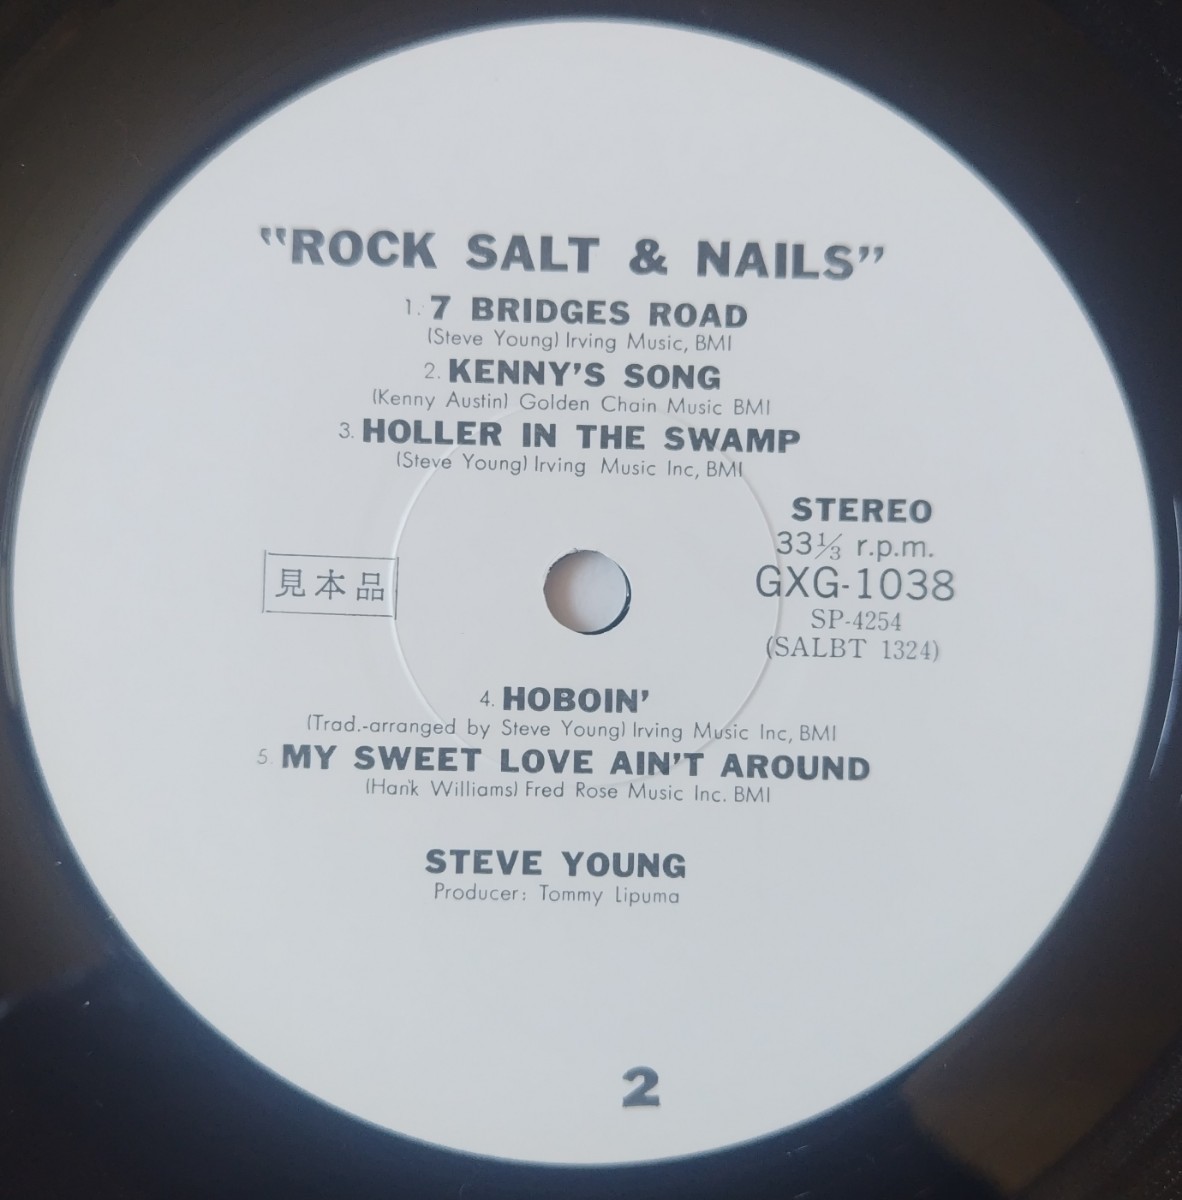 "ROCK SALT & NAILS"
1. 7 BRIDGES ROAD
(Steve Young) Irving Music, BMI
2. KENNY'S SONG
(Kenny Austin) Golden Chain Music BMI
3. HOLLER IN THE SWAMP
(Steve Young) Irving Music Inc, BMI
STEREO
33⅓ r.p.m.
GXG-1038
SP-4254
(SALBT 1324)
見本品
4. HOBOIN'
(Trad.-arranged by Steve Young) Irving Music Inc, BMI
5. MY SWEET LOVE AIN'T AROUND
(Hank Williams) Fred Rose Music Inc. BMI
STEVE YOUNG
Producer: Tommy Lipuma
2